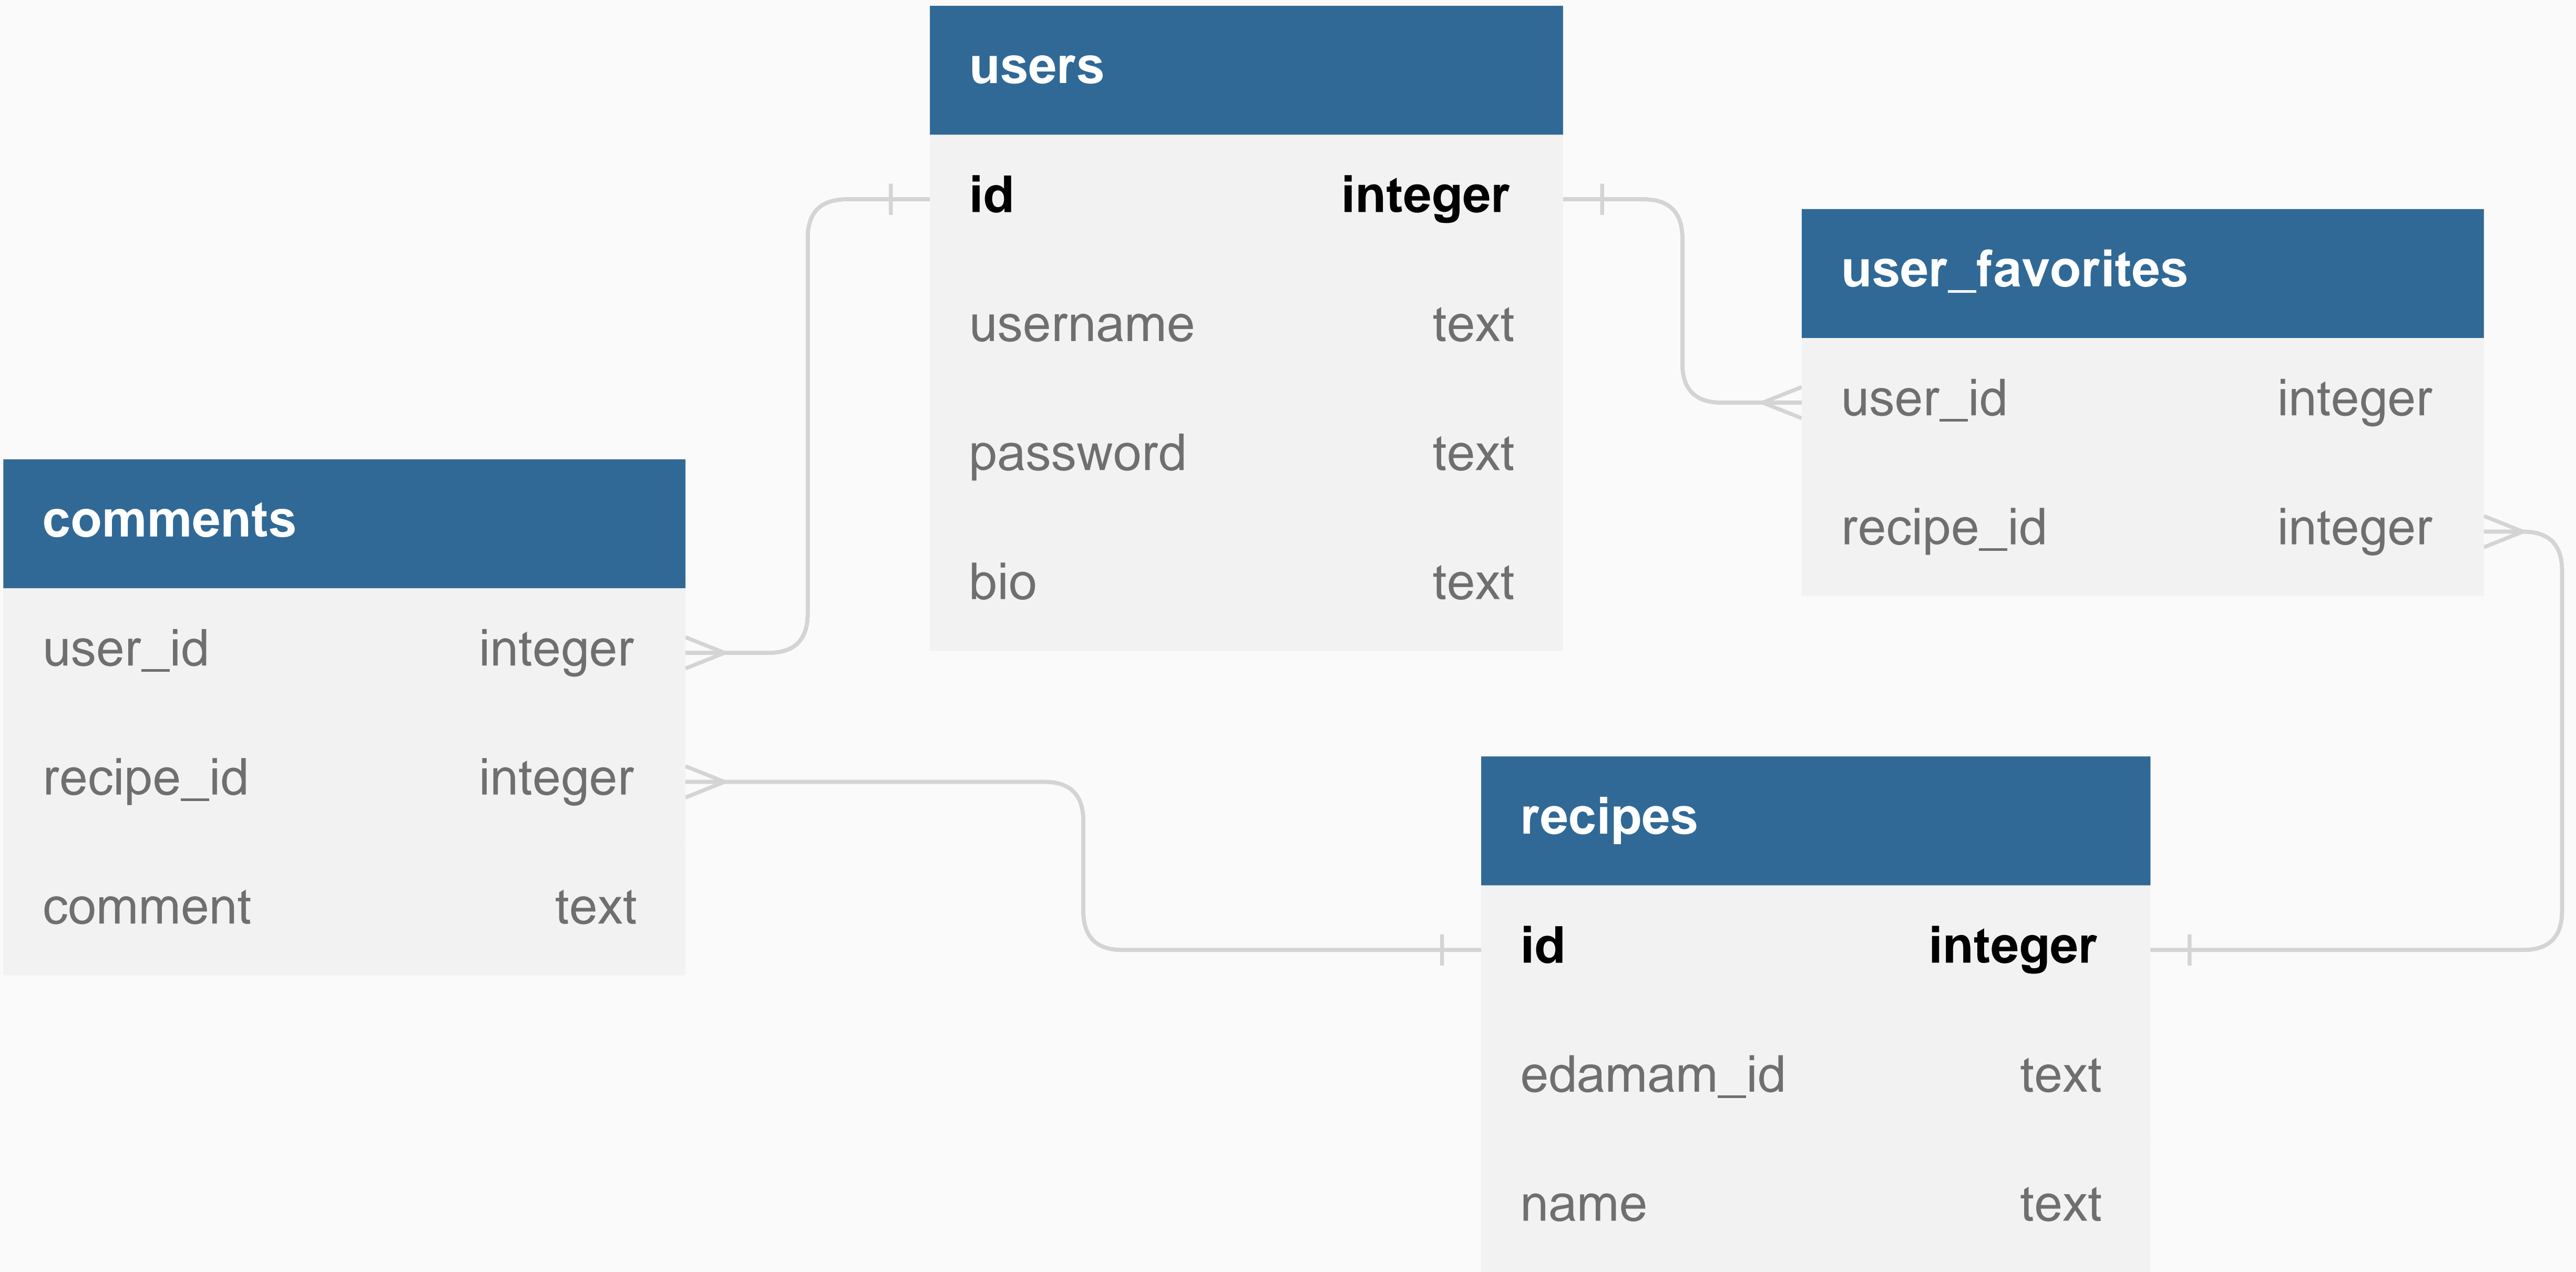 users
id integer
username text
password text
bio text
user_favorites
user_id integer
recipe_id integer
comments
user_id integer
recipe_id integer
comment text
recipes
id integer
edamam_id text
name text